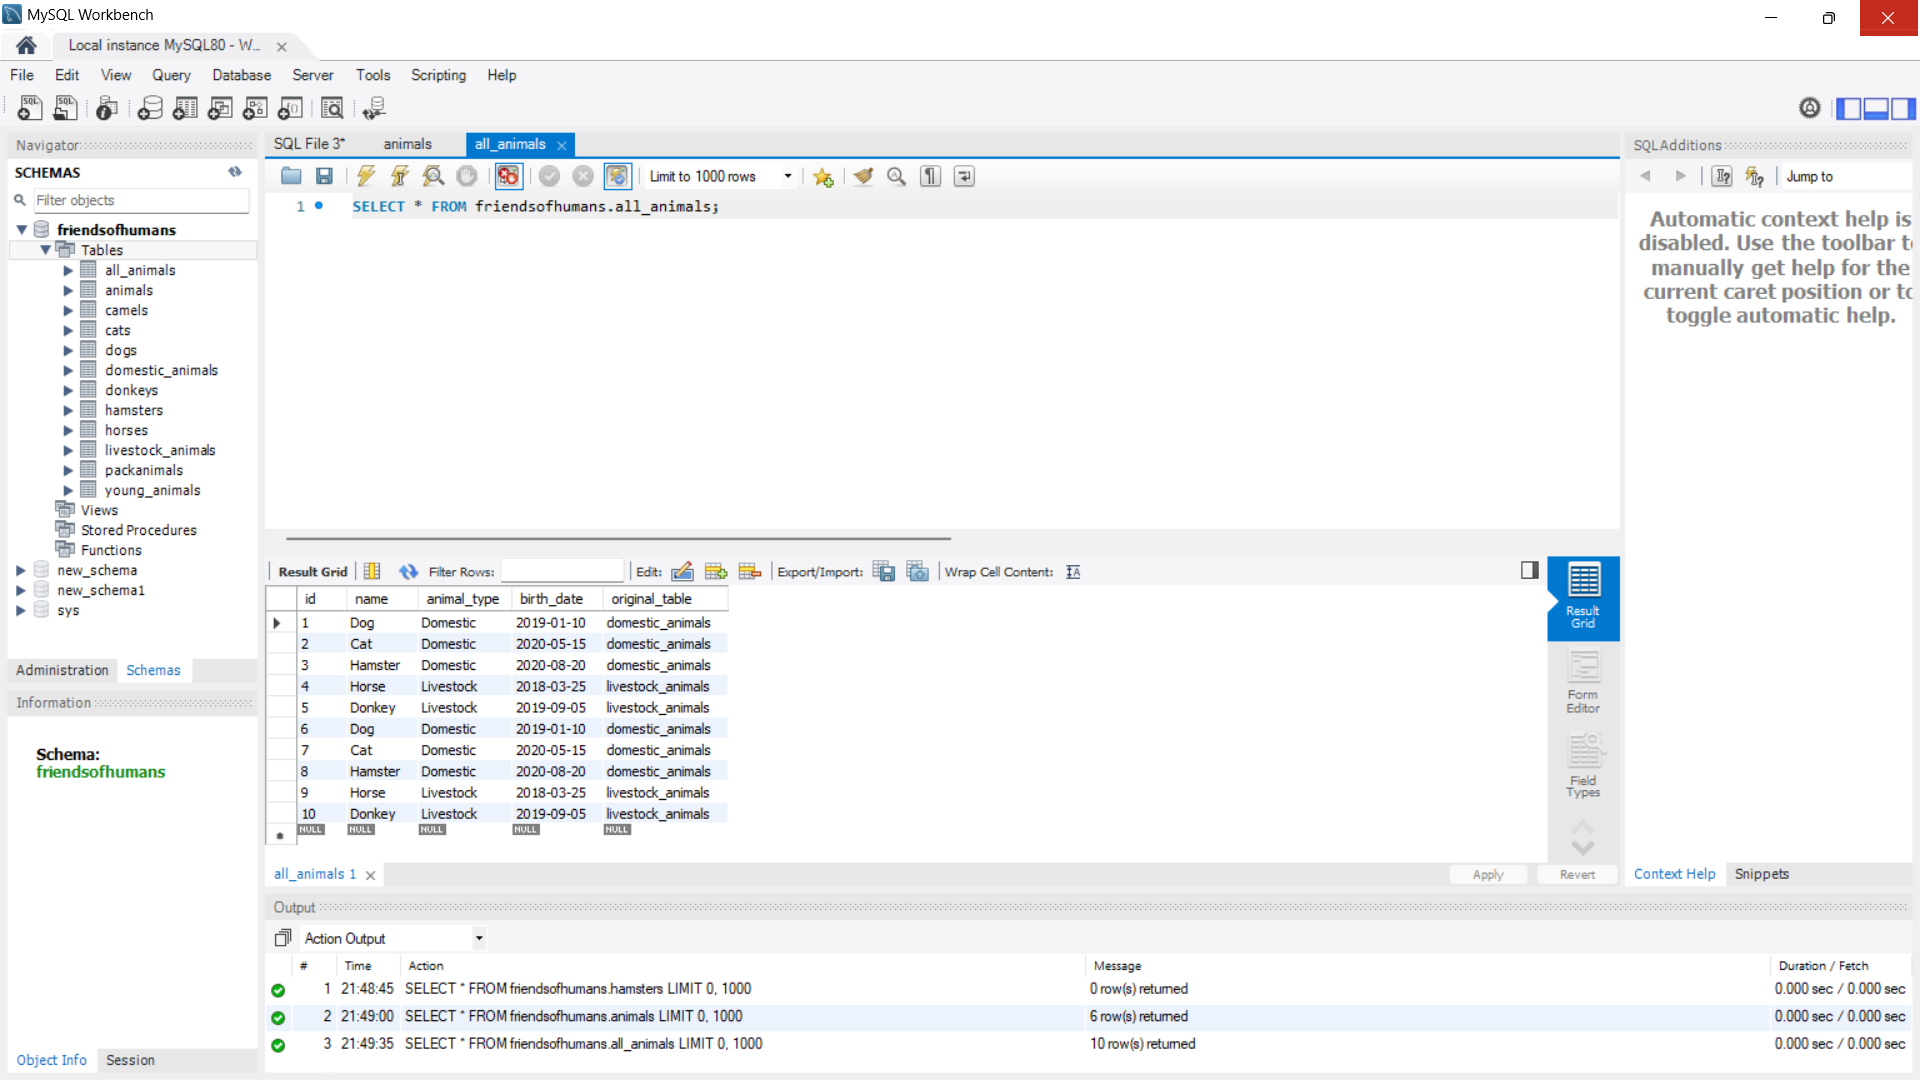 MySQL Workbench
Local instance MySQL80 - W...
File Edit View Query Database Server Tools Scripting Help
Navigator
SCHEMAS
Filter objects
friendsofhumans
Tables
all_animals
animals
camels
cats
dogs
domestic_animals
donkeys
hamsters
horses
livestock_animals
packanimals
young_animals
Views
Stored Procedures
Functions
new_schema
new_schema1
sys
Administration Schemas
Information
Schema:
friendsofhumans
Object Info Session
SQL File 3* animals all_animals
Limit to 1000 rows
1 SELECT * FROM friendsofhumans.all_animals;
Result Grid Filter Rows: Edit: Export/Import: Wrap Cell Content:
id name animal_type birth_date original_table
1 Dog Domestic 2019-01-10 domestic_animals
2 Cat Domestic 2020-05-15 domestic_animals
3 Hamster Domestic 2020-08-20 domestic_animals
4 Horse Livestock 2018-03-25 livestock_animals
5 Donkey Livestock 2019-09-05 livestock_animals
6 Dog Domestic 2019-01-10 domestic_animals
7 Cat Domestic 2020-05-15 domestic_animals
8 Hamster Domestic 2020-08-20 domestic_animals
9 Horse Livestock 2018-03-25 livestock_animals
10 Donkey Livestock 2019-09-05 livestock_animals
NULL NULL NULL NULL NULL
Result
Grid
Form
Editor
Field
Types
all_animals 1
Apply Revert
SQLAdditions
Jump to
Automatic context help is
disabled. Use the toolbar to
manually get help for the
current caret position or to
toggle automatic help.
Context Help Snippets
Output
Action Output
# Time Action Message Duration / Fetch
1 21:48:45 SELECT * FROM friendsofhumans.hamsters LIMIT 0, 1000 0 row(s) returned 0.000 sec / 0.000 sec
2 21:49:00 SELECT * FROM friendsofhumans.animals LIMIT 0, 1000 6 row(s) returned 0.000 sec / 0.000 sec
3 21:49:35 SELECT * FROM friendsofhumans.all_animals LIMIT 0, 1000 10 row(s) returned 0.000 sec / 0.000 sec